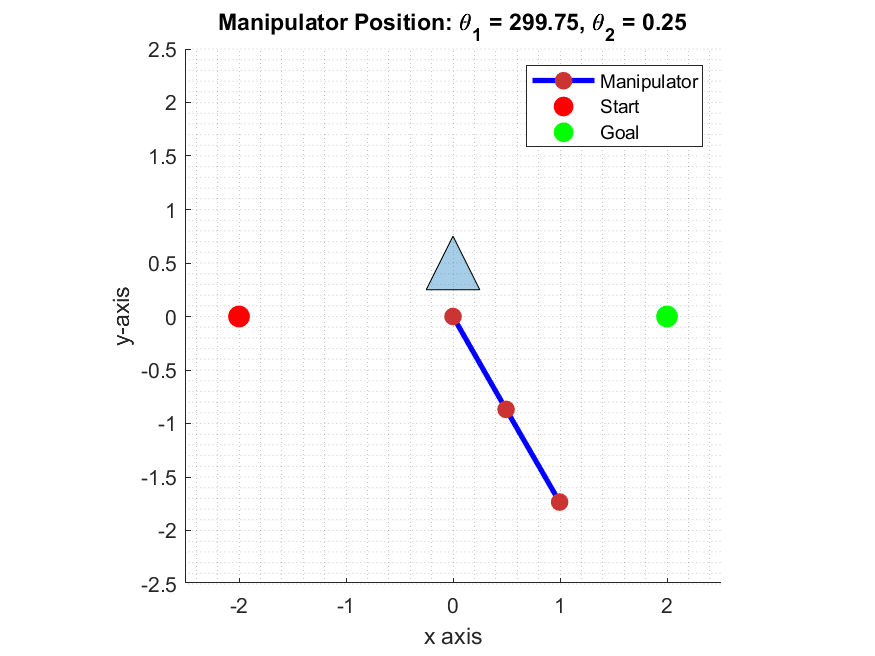 Manipulator Position: θ1 = 299.75, θ2 = 0.25
2.5
2
1.5
1
0.5
0
-0.5
-1
-1.5
-2
-2.5
y-axis
-2
-1
0
1
2
x axis
Manipulator
Start
Goal